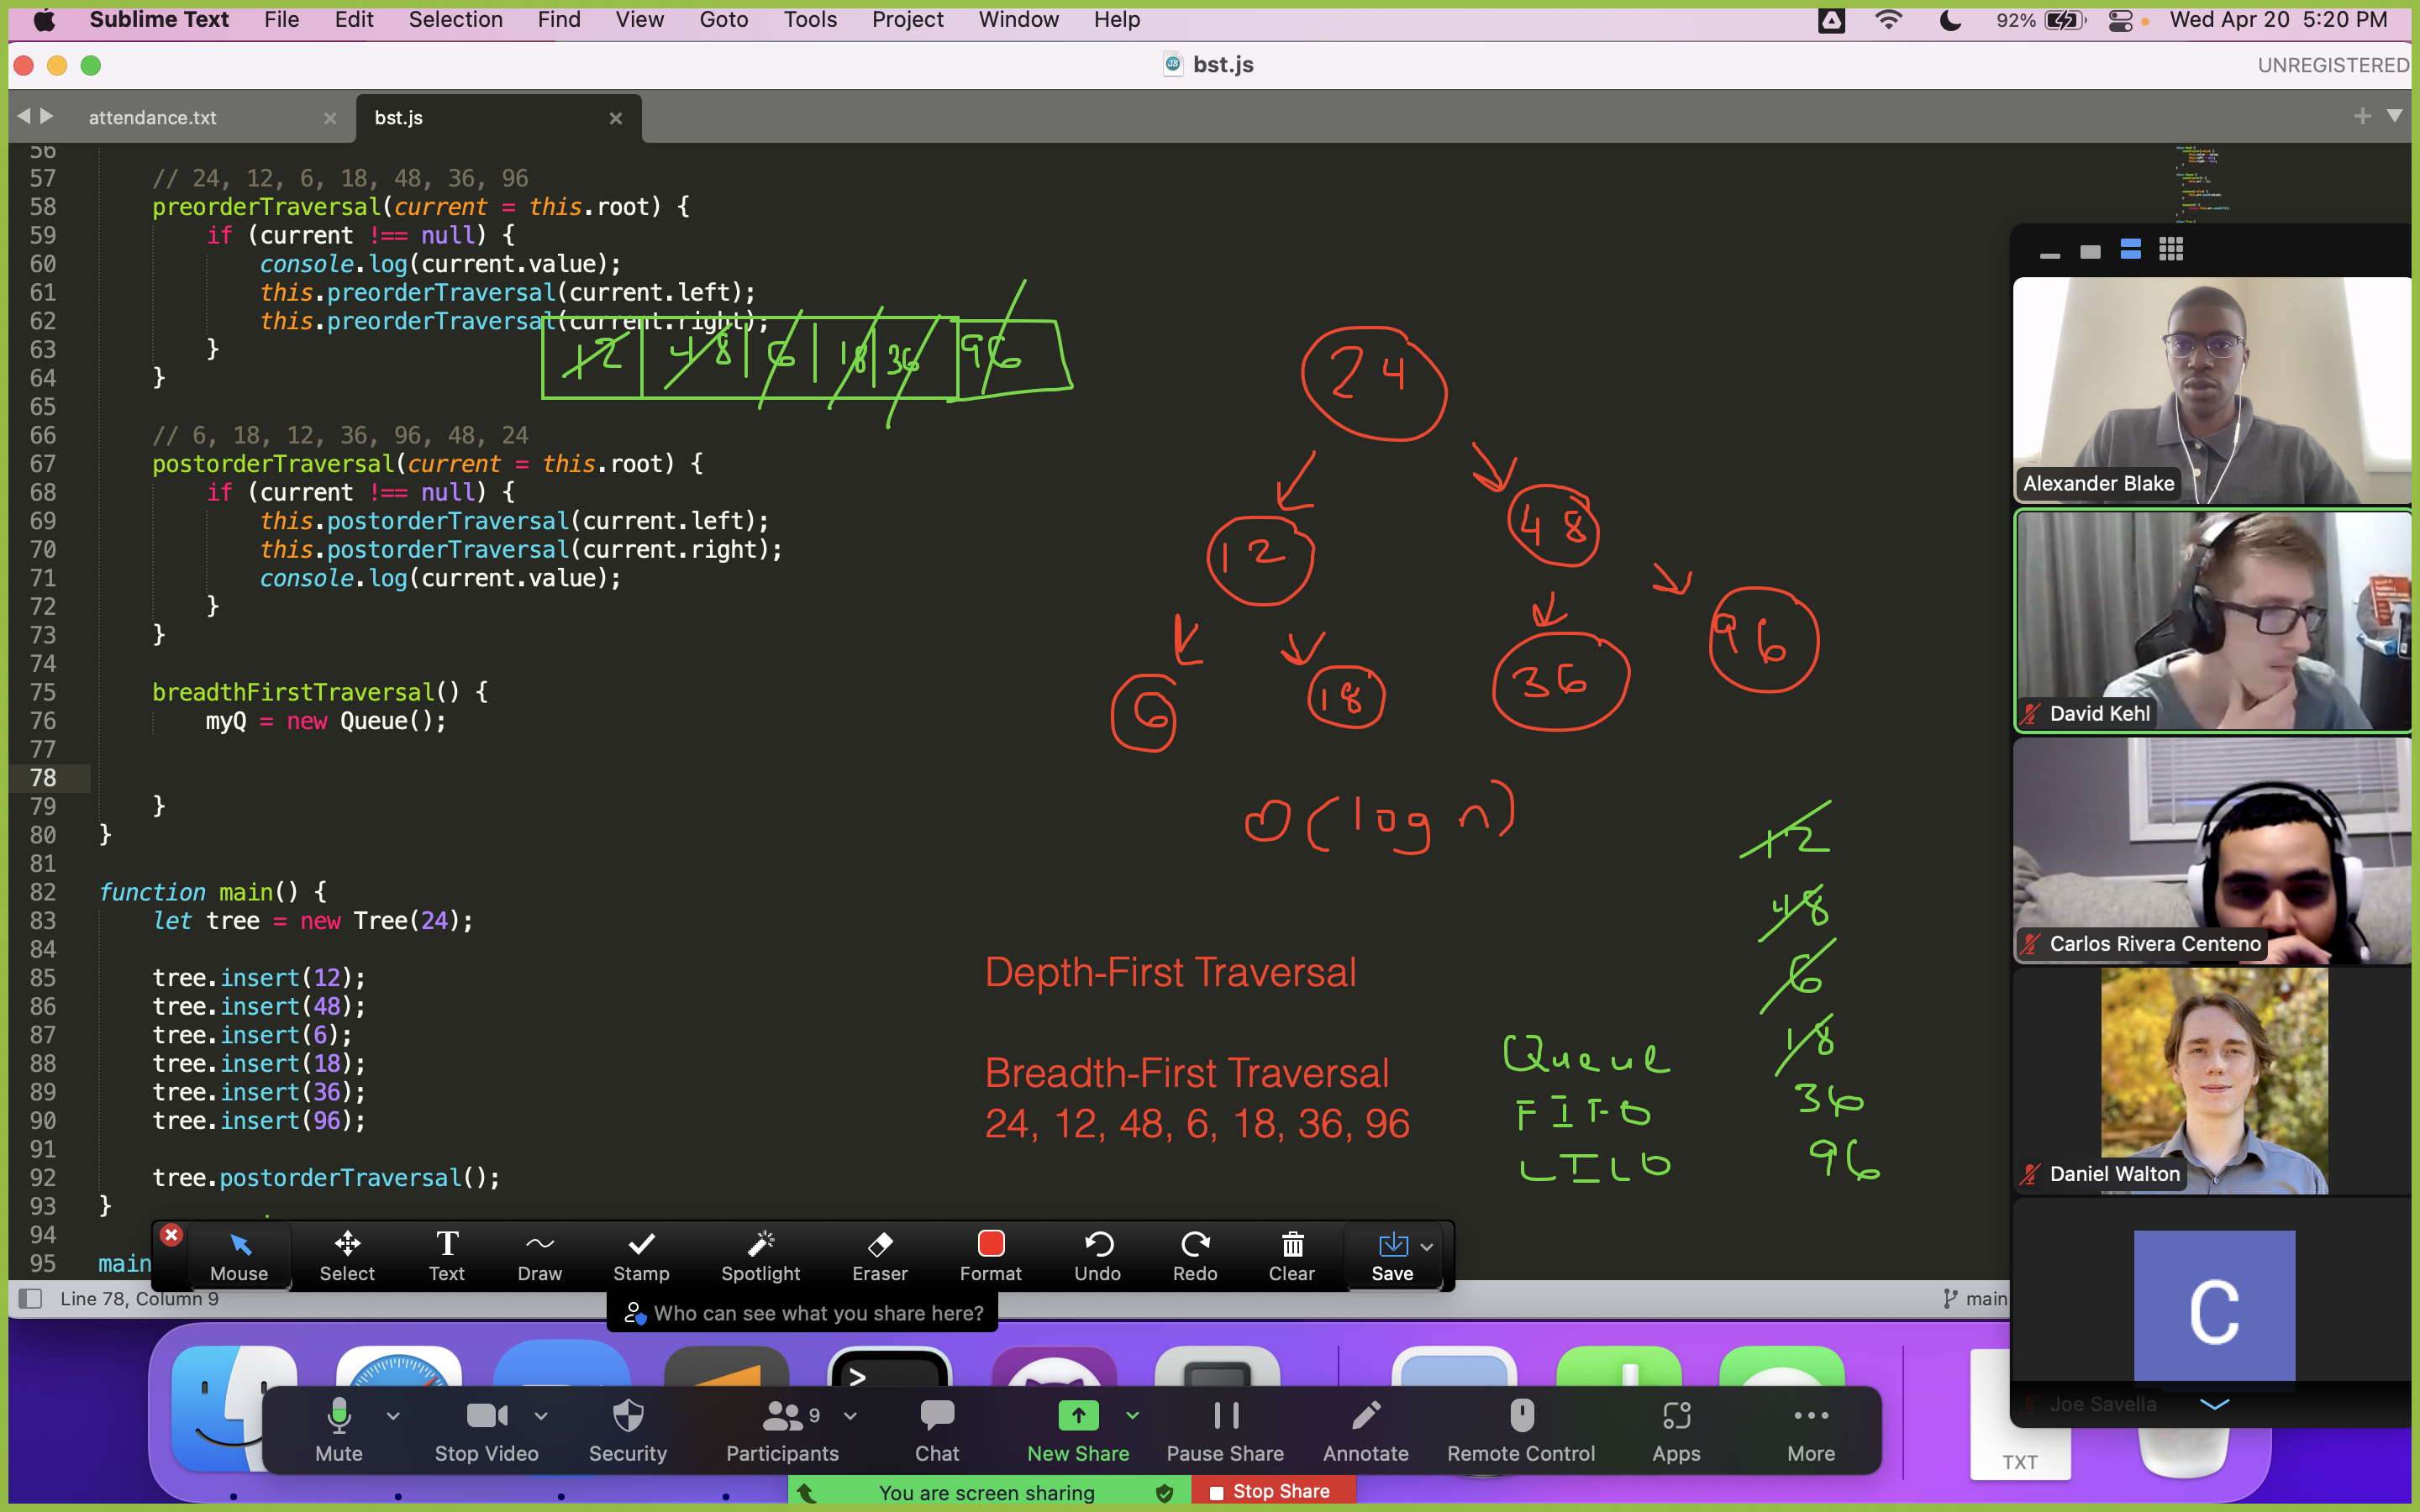 Sublime Text File Edit Selection Find View Goto Tools Project Window Help 92% Wed Apr 20 5:20 PM
bst.js UNREGISTERED
attendance.txt bst.js
56
57 // 24, 12, 6, 18, 48, 36, 96
58 preorderTraversal(current = this.root) {
59 if (current !== null) {
60 console.log(current.value);
61 this.preorderTraversal(current.left);
62 this.preorderTraversal(current.right);
63 }
64 }
65
66 // 6, 18, 12, 36, 96, 48, 24
67 postorderTraversal(current = this.root) {
68 if (current !== null) {
69 this.postorderTraversal(current.left);
70 this.postorderTraversal(current.right);
71 console.log(current.value);
72 }
73 }
74
75 breadthFirstTraversal() {
76 myQ = new Queue();
77
78
79 }
80 }
81
82 function main() {
83 let tree = new Tree(24);
84
85 tree.insert(12);
86 tree.insert(48);
87 tree.insert(6);
88 tree.insert(18);
89 tree.insert(36);
90 tree.insert(96);
91
92 tree.postorderTraversal();
93 }
94
95 main
12 48 6 18 36 96
24
12 48
6 18 36 96
O(log n)
Depth-First Traversal
Breadth-First Traversal
24, 12, 48, 6, 18, 36, 96
Queue
FIFO
LILO
12
48
6
18
36
96
Alexander Blake
David Kehl
Carlos Rivera Centeno
Daniel Walton
C
Joe Savella
Mouse Select Text Draw Stamp Spotlight Eraser Format Undo Redo Clear Save
Line 78, Column 9 main
Who can see what you share here?
TXT
9
Mute Stop Video Security Participants Chat New Share Pause Share Annotate Remote Control Apps More
You are screen sharing Stop Share